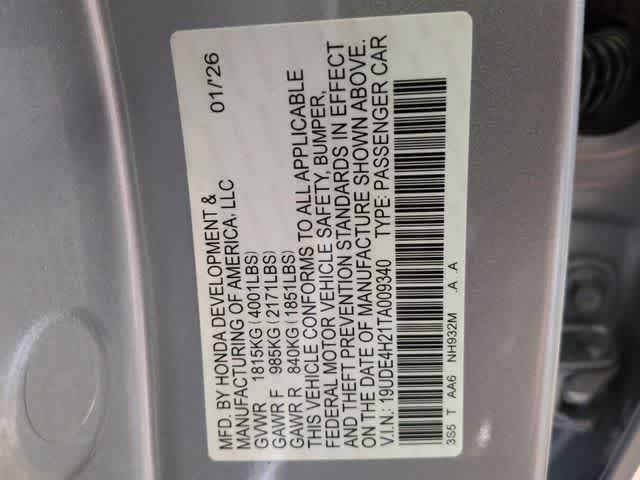 MFD. BY HONDA DEVELOPMENT & 01/'26
MANUFACTURING OF AMERICA, LLC
GVWR 1815KG (4001LBS)
GAWR F 985KG (2171LBS)
GAWR R 840KG (1851LBS)
THIS VEHICLE CONFORMS TO ALL APPLICABLE
FEDERAL MOTOR VEHICLE SAFETY, BUMPER,
AND THEFT PREVENTION STANDARDS IN EFFECT
ON THE DATE OF MANUFACTURE SHOWN ABOVE.
V.I.N.: 19UDE4H21TA009340 TYPE: PASSENGER CAR
3S5 T AA6 NH932M .A .A